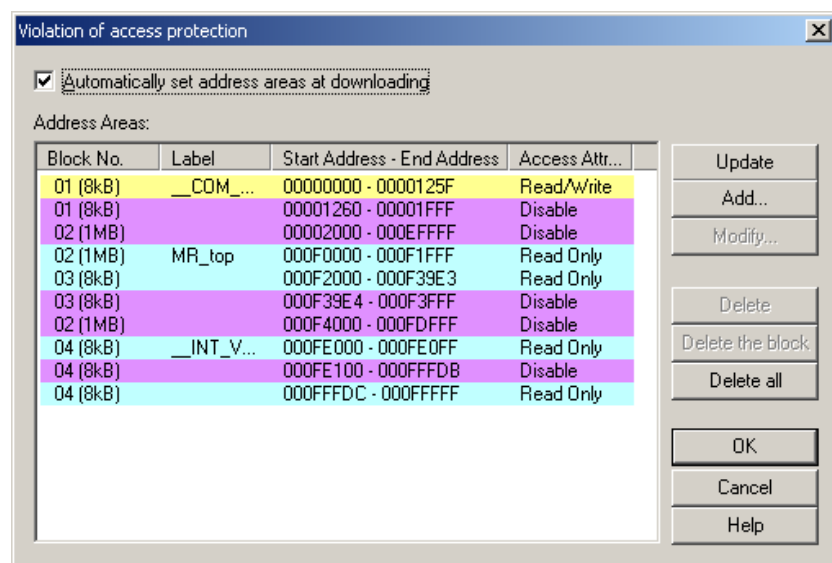 Violation of access protection
Automatically set address areas at downloading
Address Areas:
Block No. Label Start Address - End Address Access Attr...
01 (8kB) __COM_... 00000000 - 0000125F Read/Write
01 (8kB) 00001260 - 00001FFF Disable
02 (1MB) 00002000 - 000EFFFF Disable
02 (1MB) MR_top 000F0000 - 000F1FFF Read Only
03 (8kB) 000F2000 - 000F39E3 Read Only
03 (8kB) 000F39E4 - 000F3FFF Disable
02 (1MB) 000F4000 - 000FDFFF Disable
04 (8kB) __INT_V... 000FE000 - 000FE0FF Read Only
04 (8kB) 000FE100 - 000FFFDB Disable
04 (8kB) 000FFFDC - 000FFFFF Read Only
Update
Add...
Modify...
Delete
Delete the block
Delete all
OK
Cancel
Help